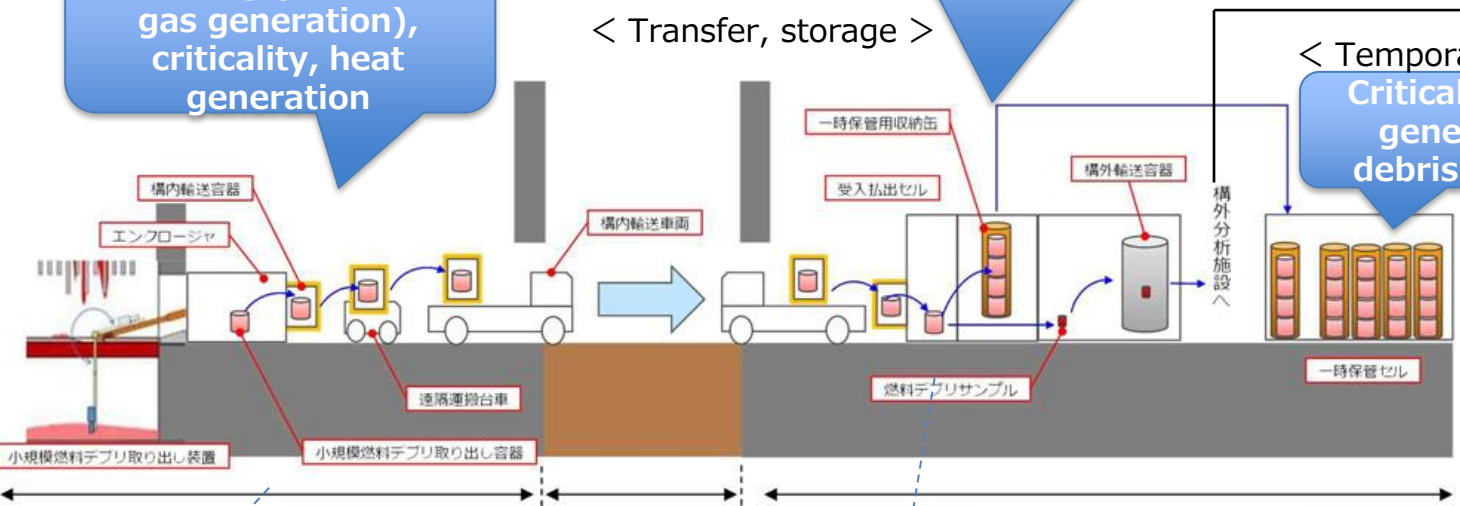 gas generation),
criticality, heat
generation
＜ Transfer, storage ＞
＜
Critical
gene
debris
一時保管用収納缶
構内輸送容器
エンクロージャ
構内輸送車両
受入払出セル
構外輸送容器
構外分析施設へ
遠隔運搬台車
燃料デブリサンプル
一時保管セル
小規模燃料デブリ取り出し装置
小規模燃料デブリ取り出し容器